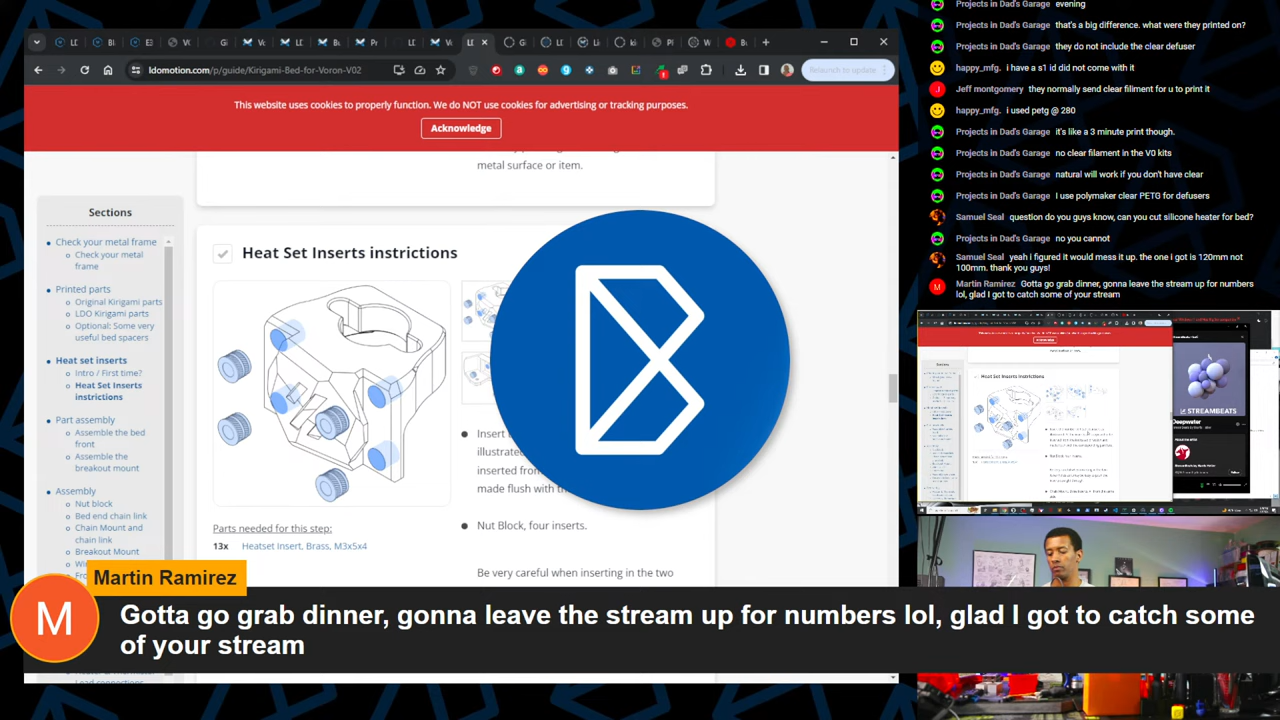 ldomotion.com/p/guide/Kirigami-Bed-for-Voron-V02
Relaunch to update
This website uses cookies to properly function. We do NOT use cookies for advertising or tracking purposes.
Acknowledge
metal surface or item.
Sections
Check your metal frame
Check your metal
frame
Printed parts
Original Kirigami parts
LDO Kirigami parts
Optional: Some very
useful bed spacers
Heat set inserts
Intro / First time?
Heat Set Inserts
instrictions
Part assembly
Assemble the bed
front
Assemble the
breakout mount
Assembly
Nut block
Bed end chain link
Chain Mount and
chain link
Breakout Mount
Heat Set Inserts instrictions
Parts needed for this step:
13x Heatset Insert, Brass, M3x5x4
Insert
illustrated
inserted from
made flush with th
Nut Block, four inserts.
Be very careful when inserting in the two
Projects in Dad's Garage evening
Projects in Dad's Garage that's a big difference. what were they printed on?
Projects in Dad's Garage they do not include the clear defuser
happy_mfg. i have a s1 id did not come with it
Jeff montgomery they normally send clear filiment for u to print it
happy_mfg. i used petg @ 280
Projects in Dad's Garage it's like a 3 minute print though.
Projects in Dad's Garage no clear filament in the V0 kits
Projects in Dad's Garage natural will work if you don't have clear
Projects in Dad's Garage I use polymaker clear PETG for defusers
Samuel Seal question do you guys know, can you cut silicone heater for bed?
Projects in Dad's Garage no you cannot
Samuel Seal yeah i figured it would mess it up. the one i got is 120mm not
100mm. thank you guys!
Martin Ramirez Gotta go grab dinner, gonna leave the stream up for numbers
lol, glad I got to catch some of your stream
Heat Set Inserts instrictions
STREAMBEATS
Deepwater
M
Martin Ramirez
Gotta go grab dinner, gonna leave the stream up for numbers lol, glad I got to catch some
of your stream